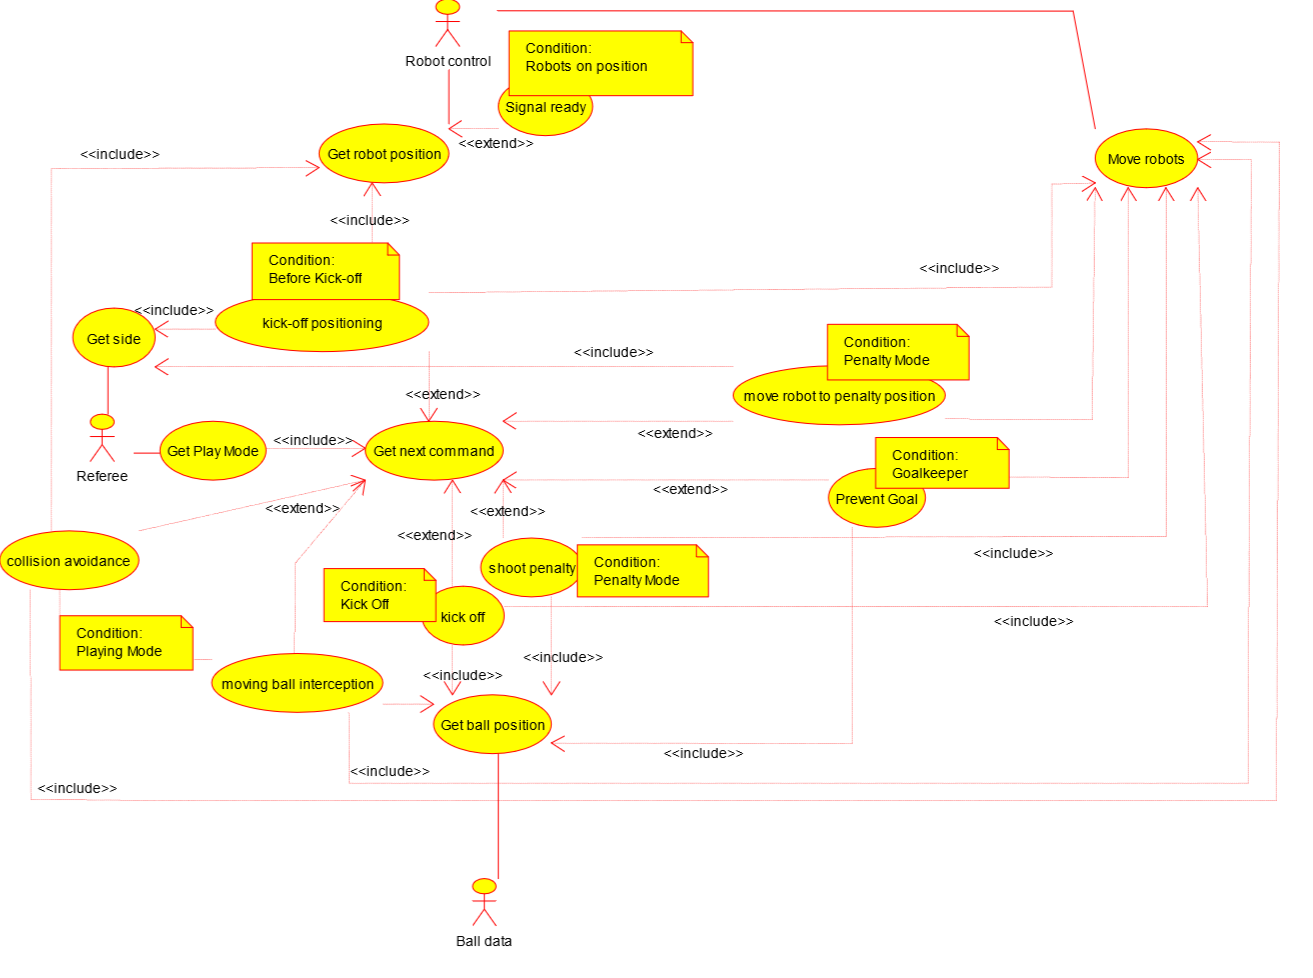 Robot control
Condition:
Robots on position
Signal ready
<<extend>>
Get robot position
<<include>>
Move robots
<<include>>
Condition:
Before Kick-off
<<include>>
<<include>>
kick-off positioning
Get side
<<include>>
Condition:
Penalty Mode
move robot to penalty position
<<extend>>
<<extend>>
Referee
Get Play Mode
<<include>>
Get next command
Condition:
Goalkeeper
Prevent Goal
<<extend>>
<<extend>>
<<extend>>
<<extend>>
collision avoidance
shoot penalty
Condition:
Penalty Mode
<<include>>
Condition:
Kick Off
kick off
<<include>>
Condition:
Playing Mode
moving ball interception
<<include>>
<<include>>
Get ball position
<<include>>
<<include>>
<<include>>
Ball data